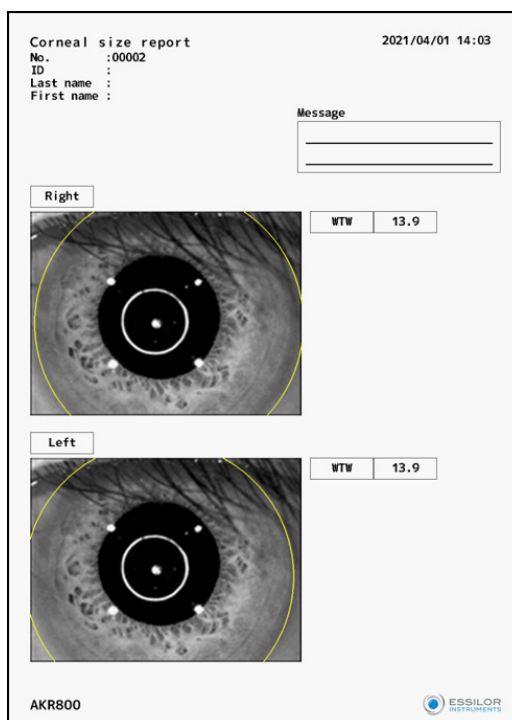 Corneal size report
2021/04/01 14:03
No. :00002
ID :
Last name :
First name :
Message
Right
WTW 13.9
Left
WTW 13.9
AKR800
ESSILOR
INSTRUMENTS